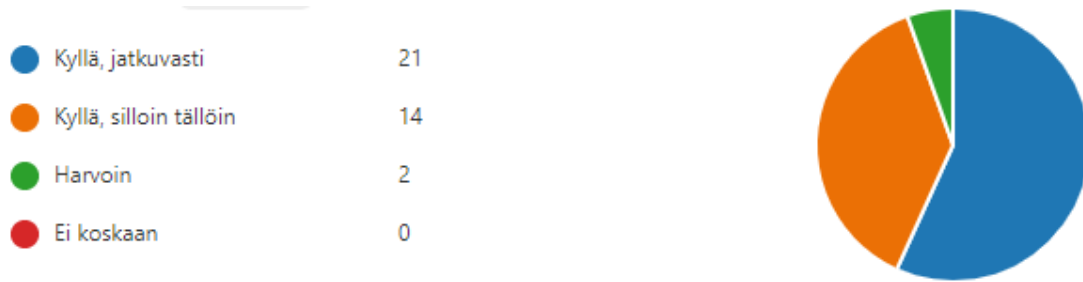 Kyllä, jatkuvasti 21
Kyllä, silloin tällöin 14
Harvoin 2
Ei koskaan 0